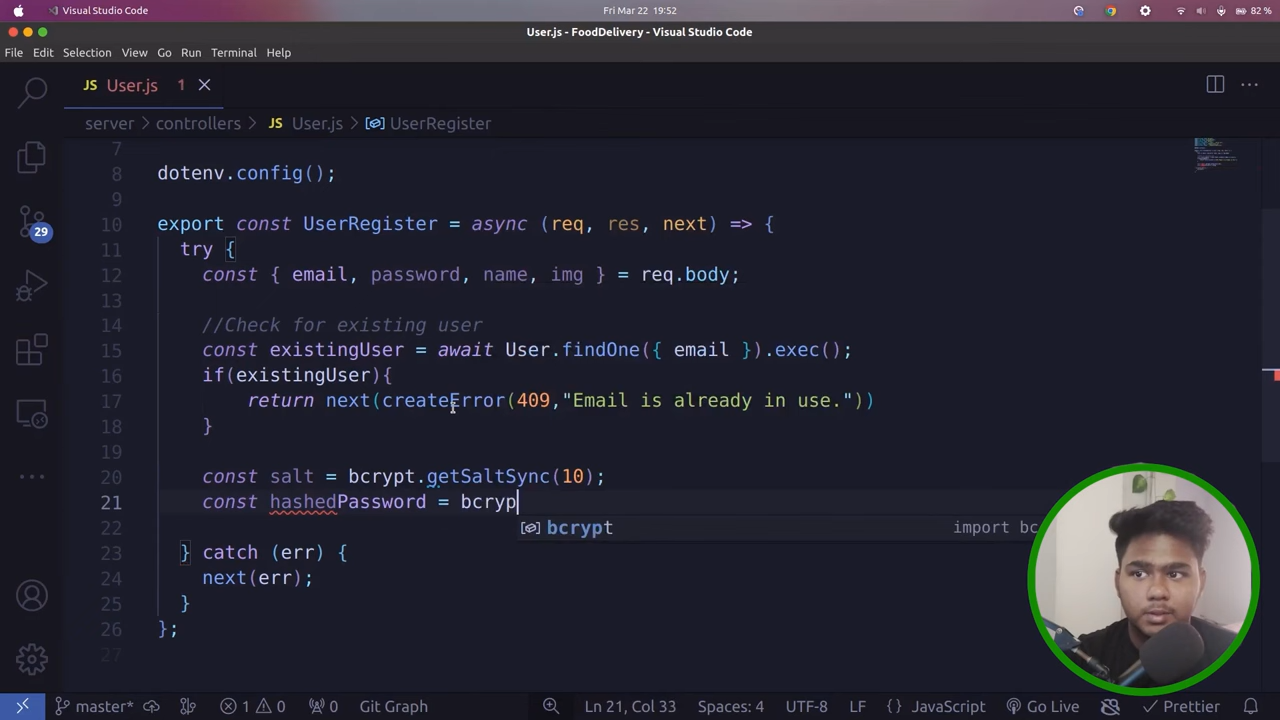 Visual Studio Code
Fri Mar 22 19:52
82 %
User.js - FoodDelivery - Visual Studio Code
File Edit Selection View Go Run Terminal Help
JS User.js 1
server > controllers > JS User.js > UserRegister
7
8 dotenv.config();
9
10 export const UserRegister = async (req, res, next) => {
11 try {
12 const { email, password, name, img } = req.body;
13
14 //Check for existing user
15 const existingUser = await User.findOne({ email }).exec();
16 if(existingUser){
17 return next(createError(409,"Email is already in use."))
18 }
19
20 const salt = bcrypt.getSaltSync(10);
21 const hashedPassword = bcryp
bcrypt import bc
22
23 } catch (err) {
24 next(err);
25 }
26 };
27
29
master* 1 0 0 Git Graph Ln 21, Col 33 Spaces: 4 UTF-8 LF {} JavaScript Go Live Prettier